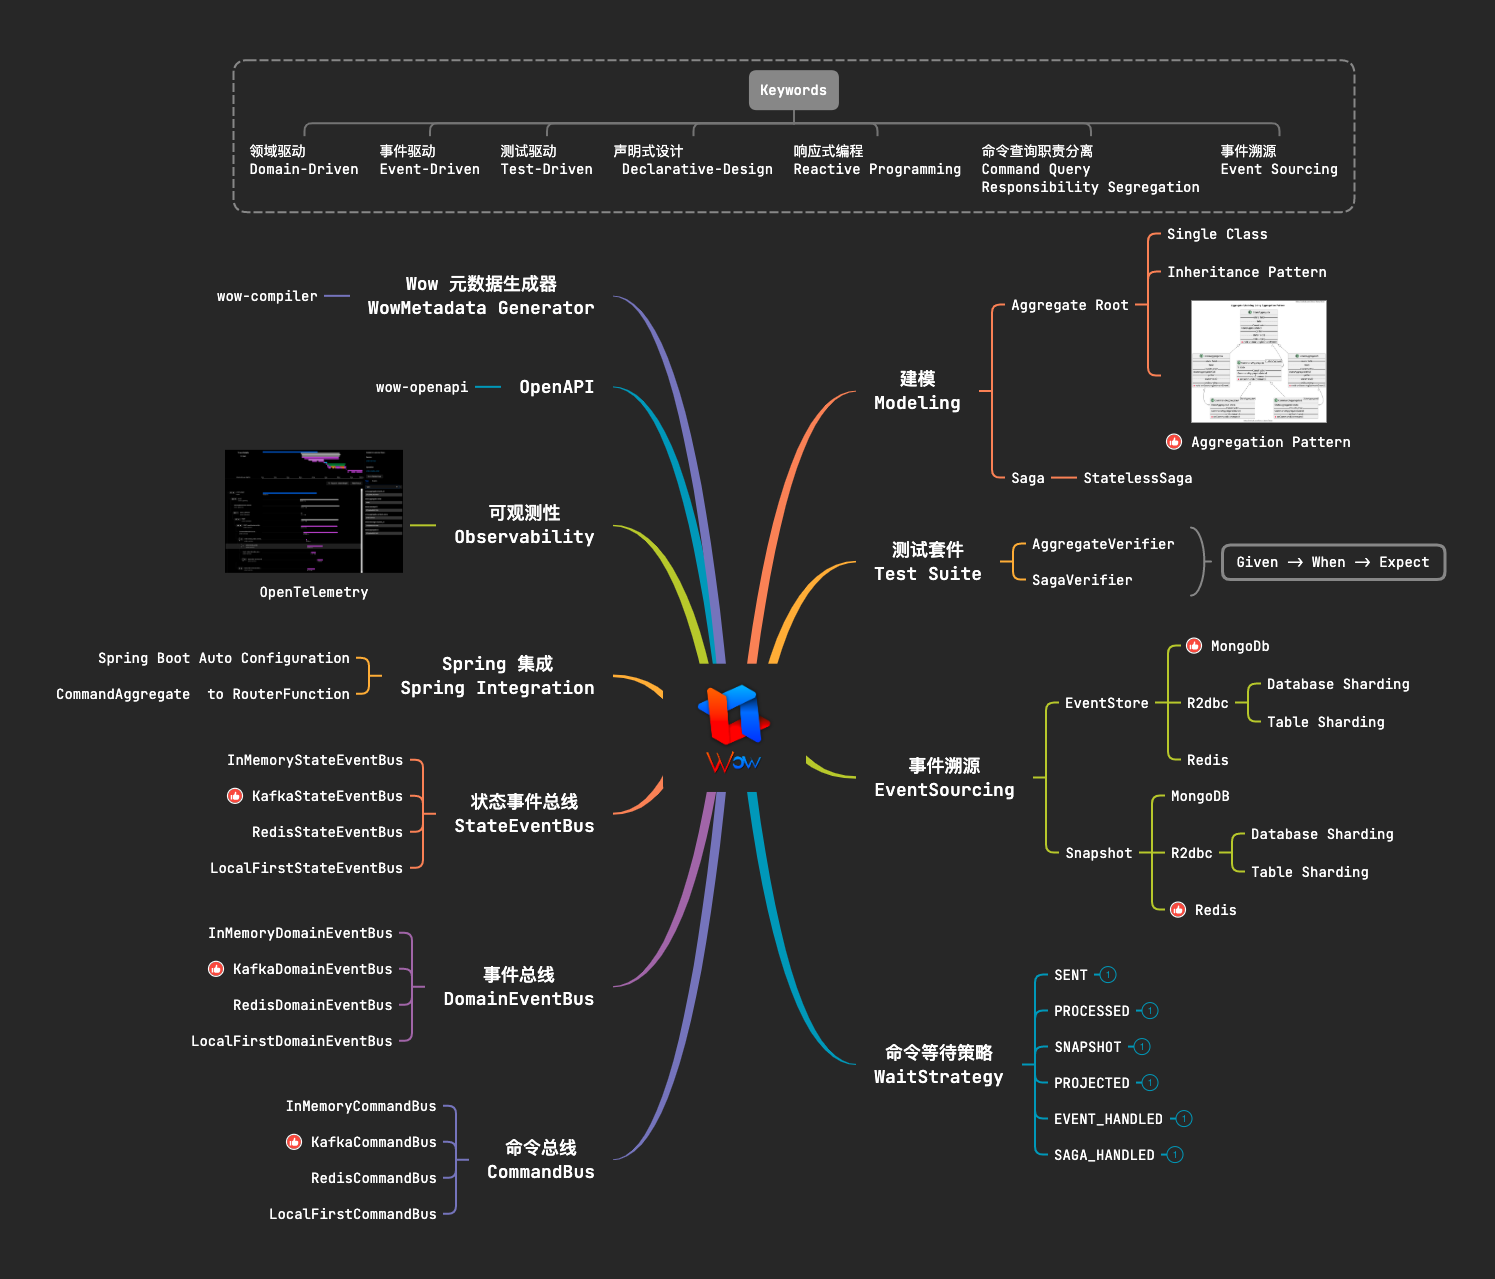 Keywords
领域驱动
Domain-Driven
事件驱动
Event-Driven
测试驱动
Test-Driven
声明式设计
Declarative-Design
响应式编程
Reactive Programming
命令查询职责分离
Command Query
Responsibility Segregation
事件溯源
Event Sourcing
Wow 元数据生成器
WowMetadata Generator
wow-compiler
OpenAPI
wow-openapi
可观测性
Observability
OpenTelemetry
Spring 集成
Spring Integration
Spring Boot Auto Configuration
CommandAggregate to RouterFunction
状态事件总线
StateEventBus
InMemoryStateEventBus
KafkaStateEventBus
RedisStateEventBus
LocalFirstStateEventBus
事件总线
DomainEventBus
InMemoryDomainEventBus
KafkaDomainEventBus
RedisDomainEventBus
LocalFirstDomainEventBus
命令总线
CommandBus
InMemoryCommandBus
KafkaCommandBus
RedisCommandBus
LocalFirstCommandBus
Wow
建模
Modeling
Aggregate Root
Single Class
Inheritance Pattern
Aggregation Pattern
Saga
StatelessSaga
测试套件
Test Suite
AggregateVerifier
SagaVerifier
Given → When → Expect
事件溯源
EventSourcing
EventStore
MongoDb
R2dbc
Database Sharding
Table Sharding
Redis
Snapshot
MongoDB
R2dbc
Database Sharding
Table Sharding
Redis
命令等待策略
WaitStrategy
SENT 1
PROCESSED 1
SNAPSHOT 1
PROJECTED 1
EVENT_HANDLED 1
SAGA_HANDLED 1